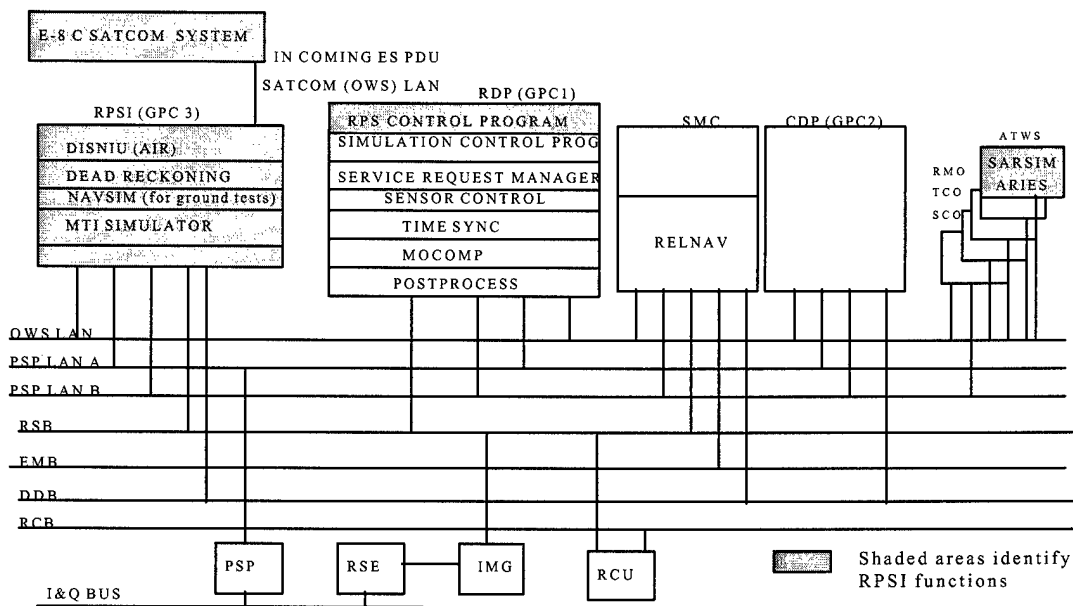 E-8 C SATCOM SYSTEM
IN COMING ES PDU
SATCOM (OWS) LAN
RPSI (GPC 3)
DISNIU (AIR)
DEAD RECKONING
NAVSIM (for ground tests)
MTI SIMULATOR
RDP (GPC1)
RPS CONTROL PROGRAM
SIMULATION CONTROL PROG
SERVICE REQUEST MANAGER
SENSOR CONTROL
TIME SYNC
MOCOMP
POSTPROCESS
SMC
RELNAV
CDP (GPC2)
ATWS
SARSIM
ARIES
RMO
TCO
SCO
OWS LAN
PSP LAN A
PSP LAN B
RSB
EMB
DDB
RCB
PSP
RSE
IMG
RCU
I&Q BUS
Shaded areas identify
RPSI functions